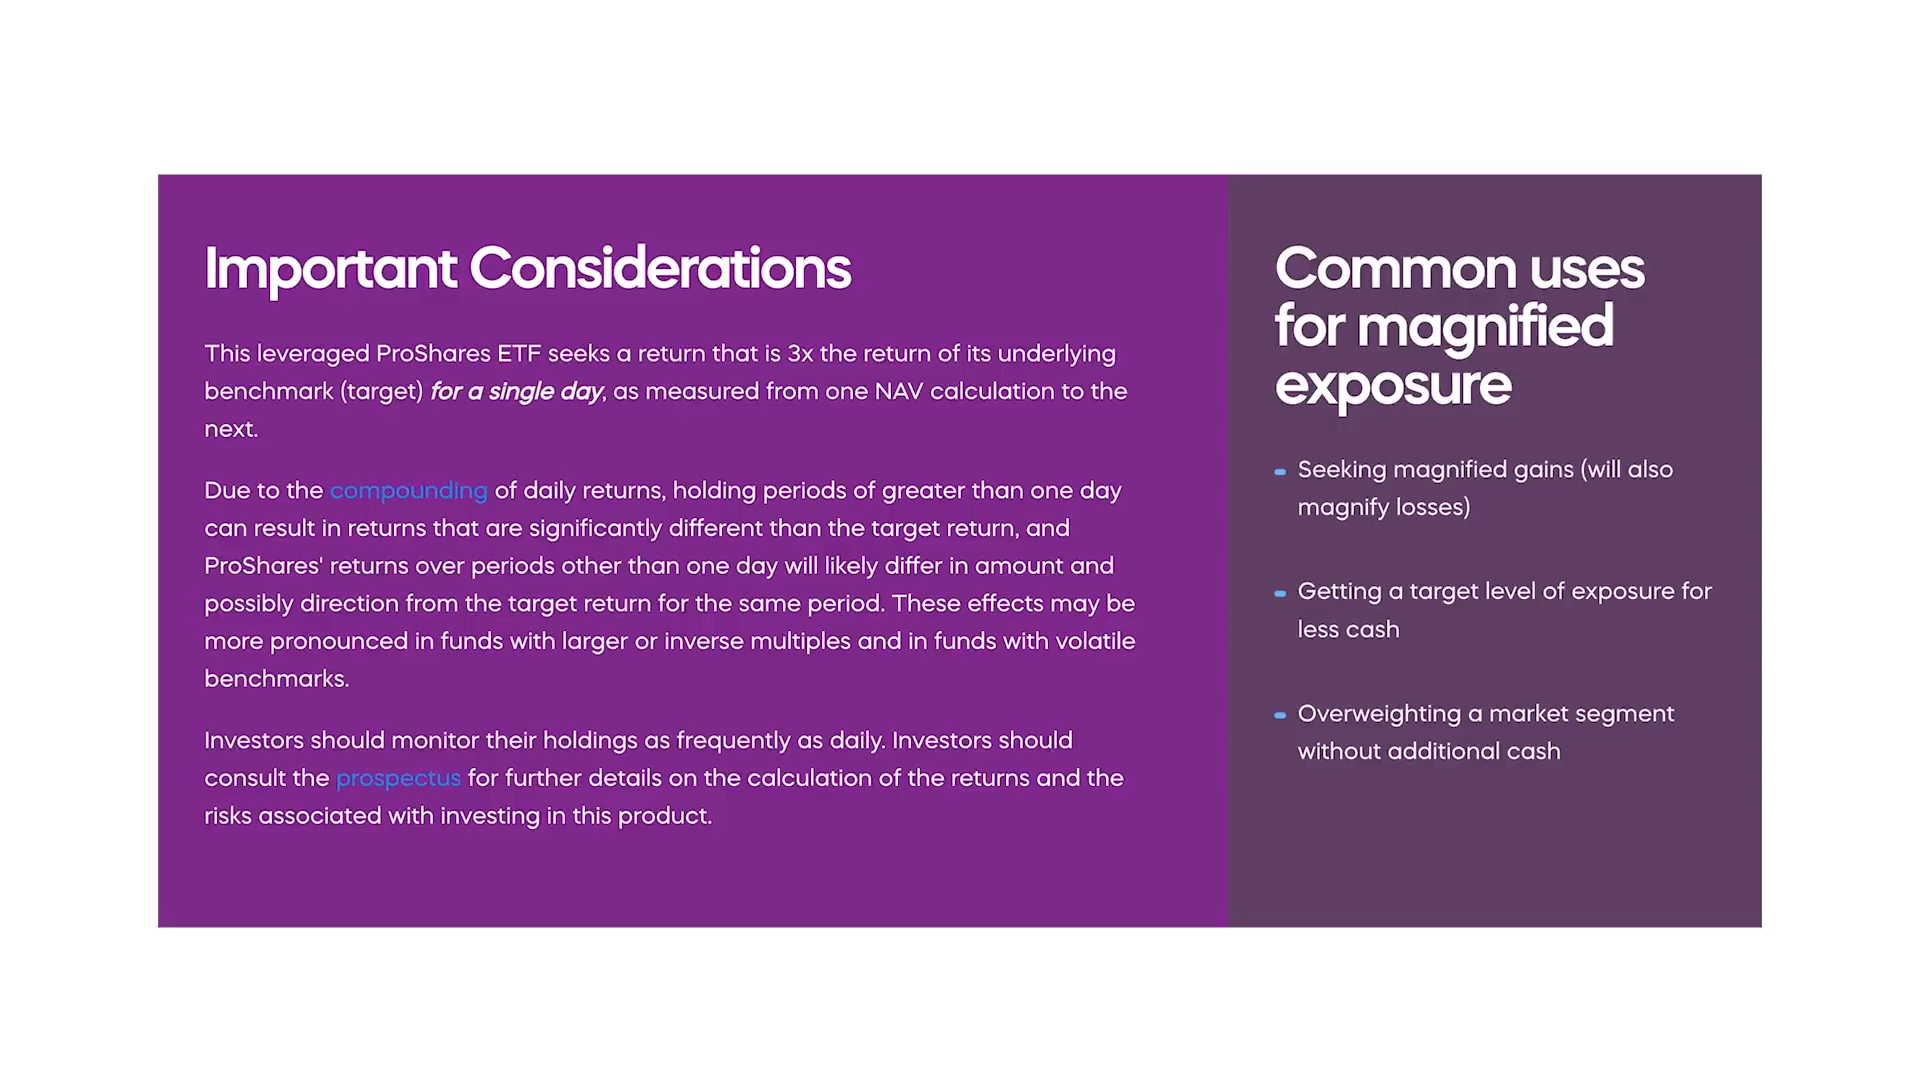 Important Considerations
This leveraged ProShares ETF seeks a return that is 3x the return of its underlying
benchmark (target) for a single day, as measured from one NAV calculation to the
next.
Due to the compounding of daily returns, holding periods of greater than one day
can result in returns that are significantly different than the target return, and
ProShares' returns over periods other than one day will likely differ in amount and
possibly direction from the target return for the same period. These effects may be
more pronounced in funds with larger or inverse multiples and in funds with volatile
benchmarks.
Investors should monitor their holdings as frequently as daily. Investors should
consult the prospectus for further details on the calculation of the returns and the
risks associated with investing in this product.
Common uses
for magnified
exposure
- Seeking magnified gains (will also
magnify losses)
- Getting a target level of exposure for
less cash
- Overweighting a market segment
without additional cash